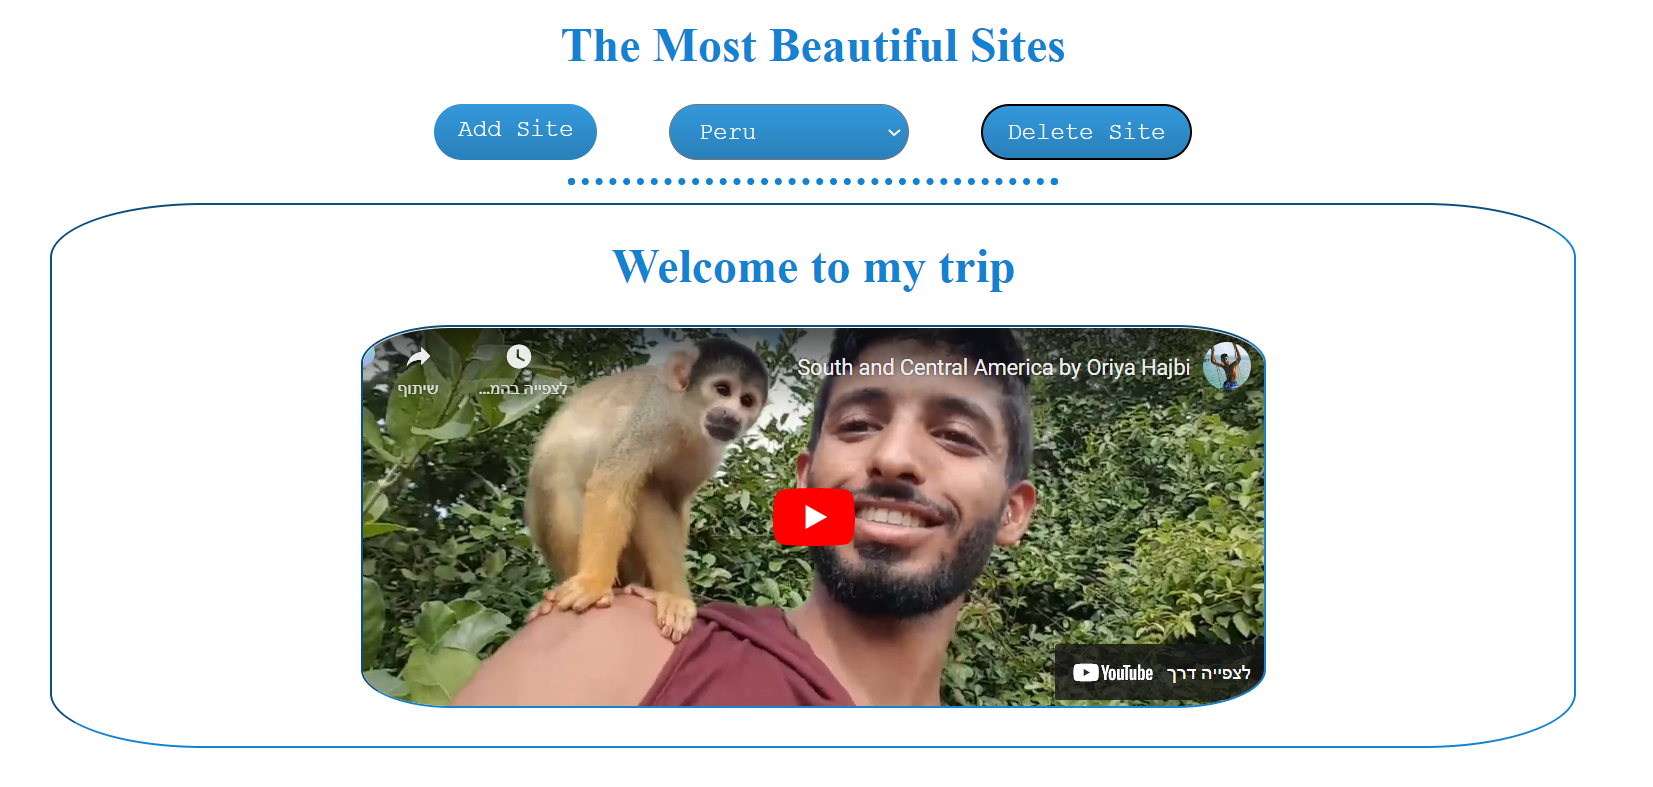 The Most Beautiful Sites
Add Site
Peru
Delete Site
Welcome to my trip
South and Central America by Oriya Hajbi
שיתוף
לצפייה בהמ...
לצפייה דרך YouTube